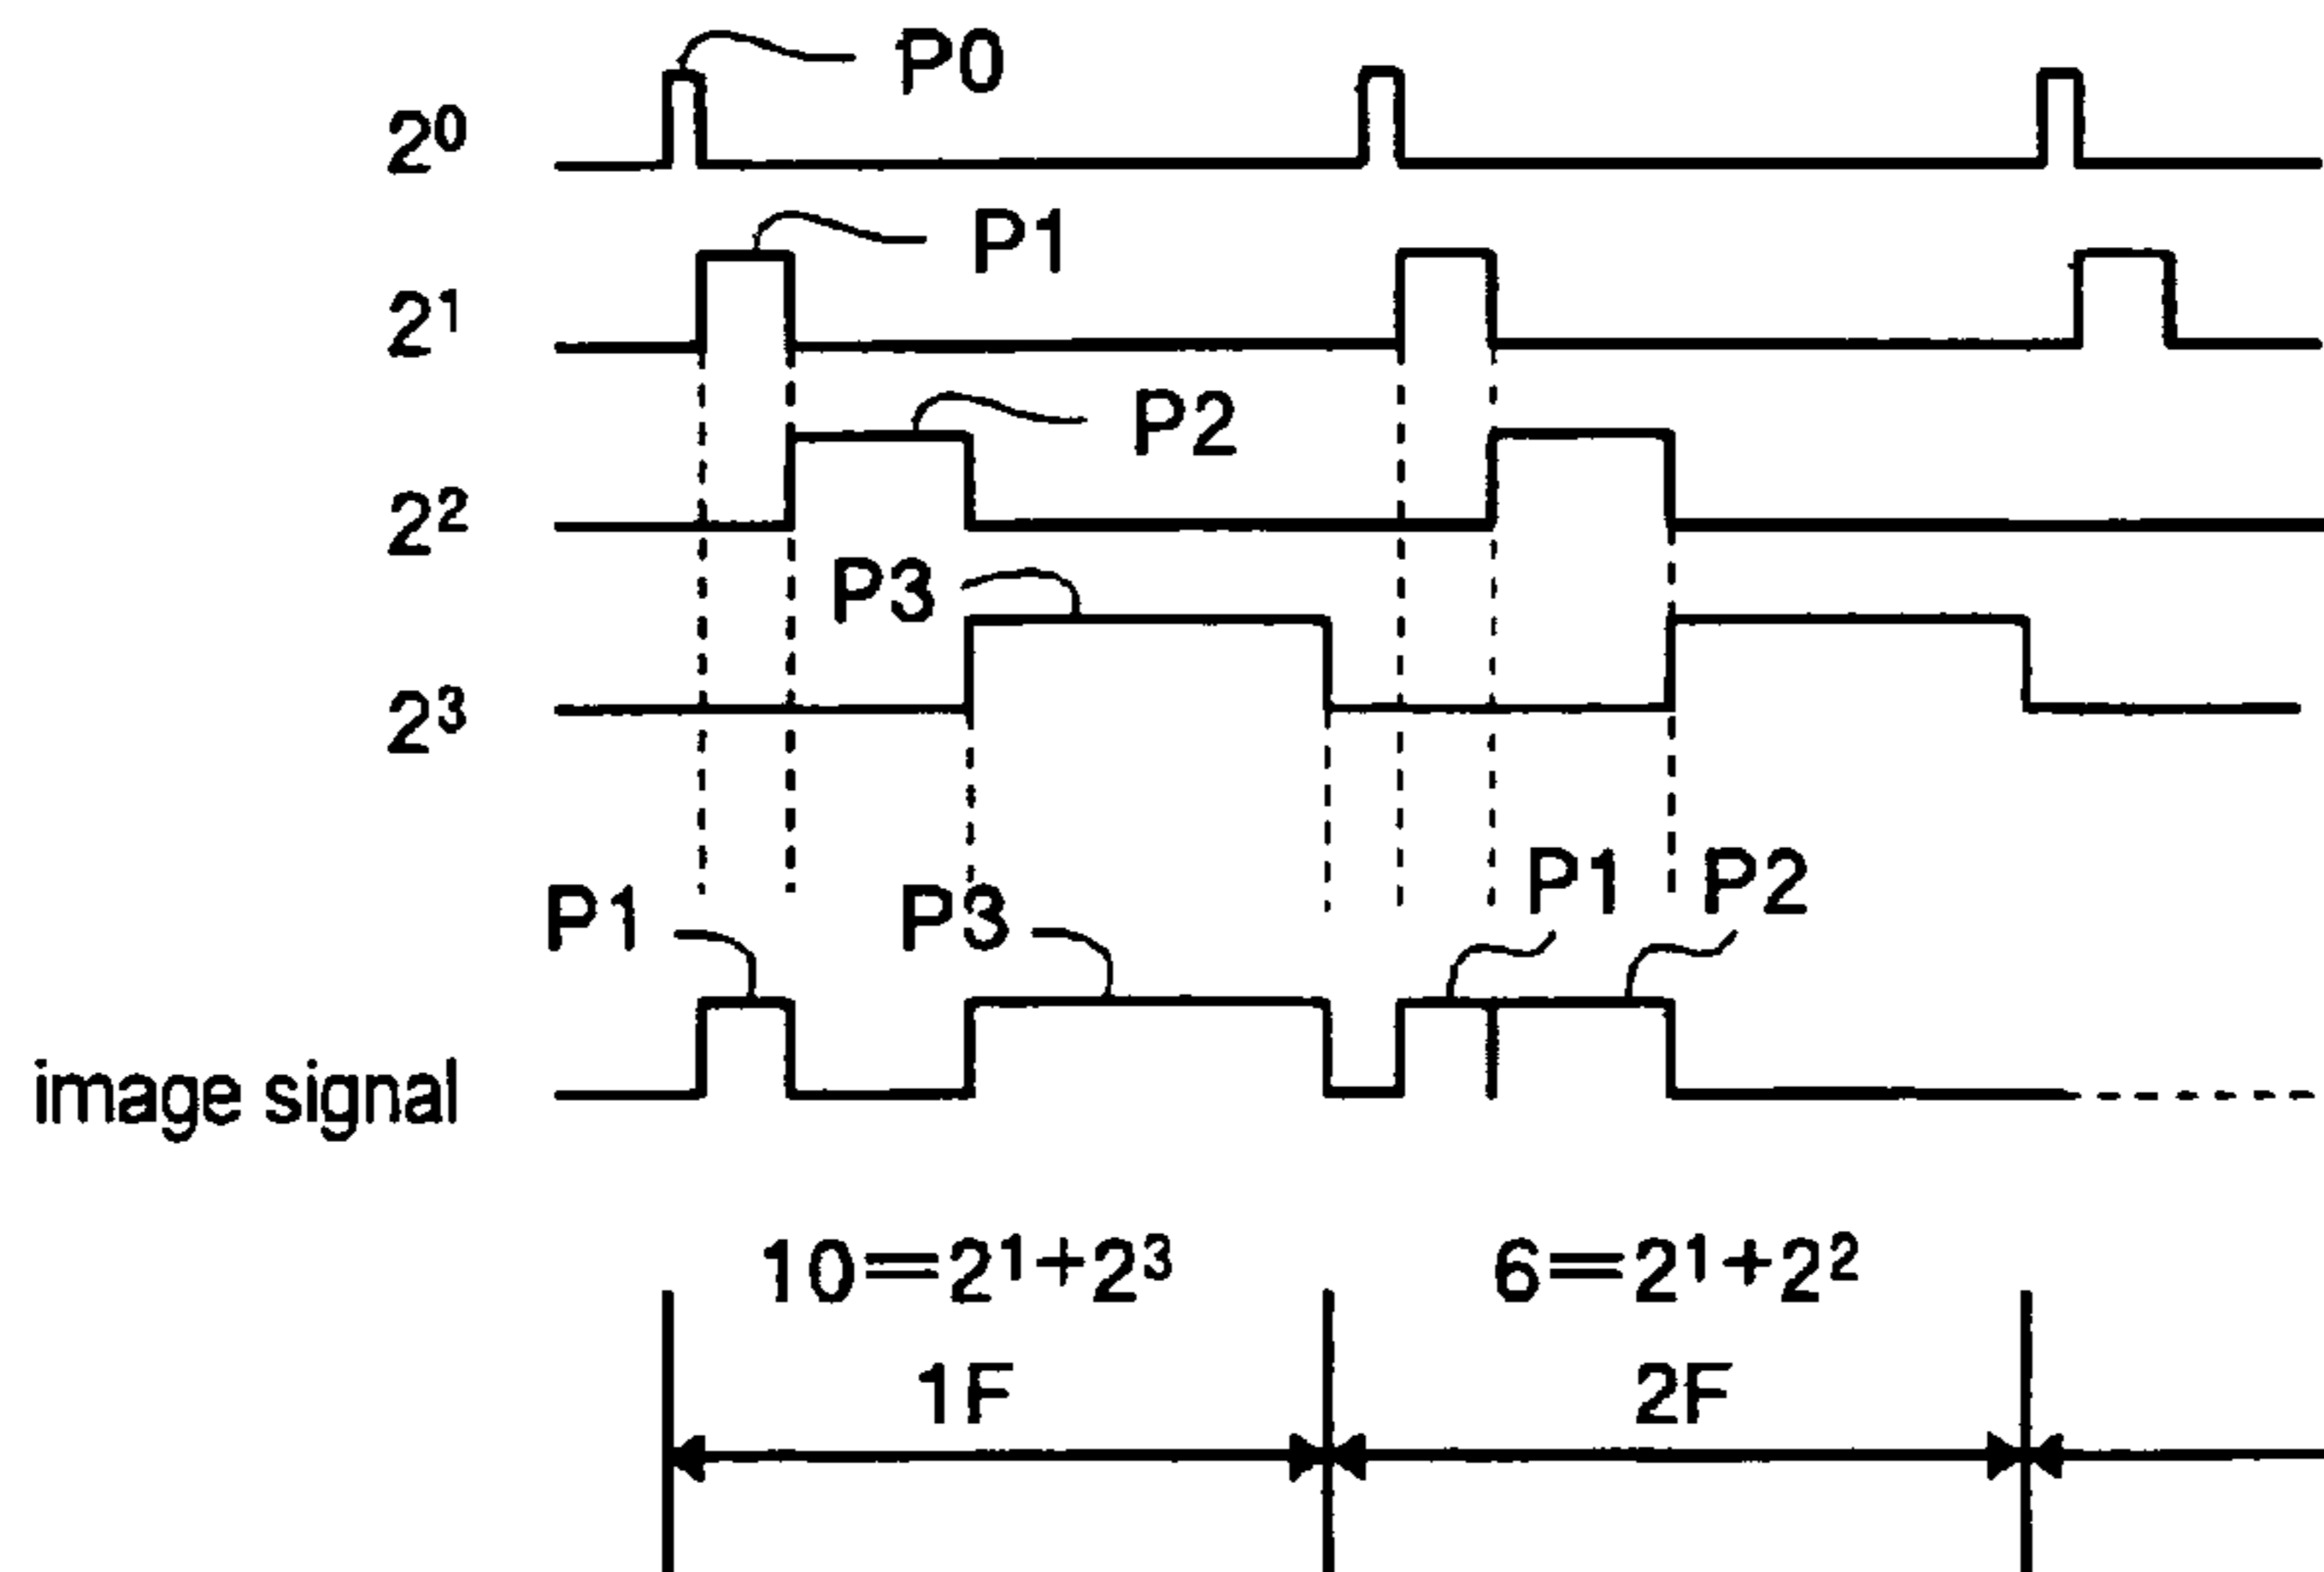 P0
2⁰
P1
2¹
P2
2²
P3
2³
P1 P2
P1 P3
image signal
10=2¹+2³ 6=2¹+2²
1F 2F